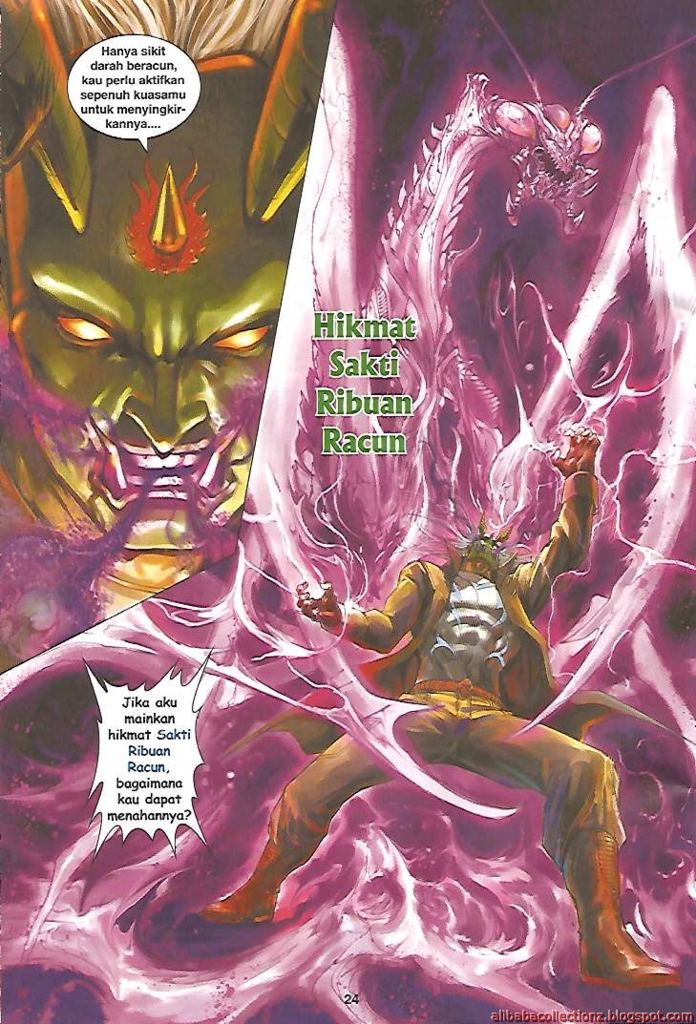 Hanya sikit
darah beracun,
kau perlu aktifkan
sepenuh kuasamu
untuk menyingkir-
kannya....
Hikmat
Sakti
Ribuan
Racun
Jika aku
mainkan
hikmat Sakti
Ribuan
Racun,
bagaimana
kau dapat
menahannya?
24
alibabacollectionz.blogspot.com